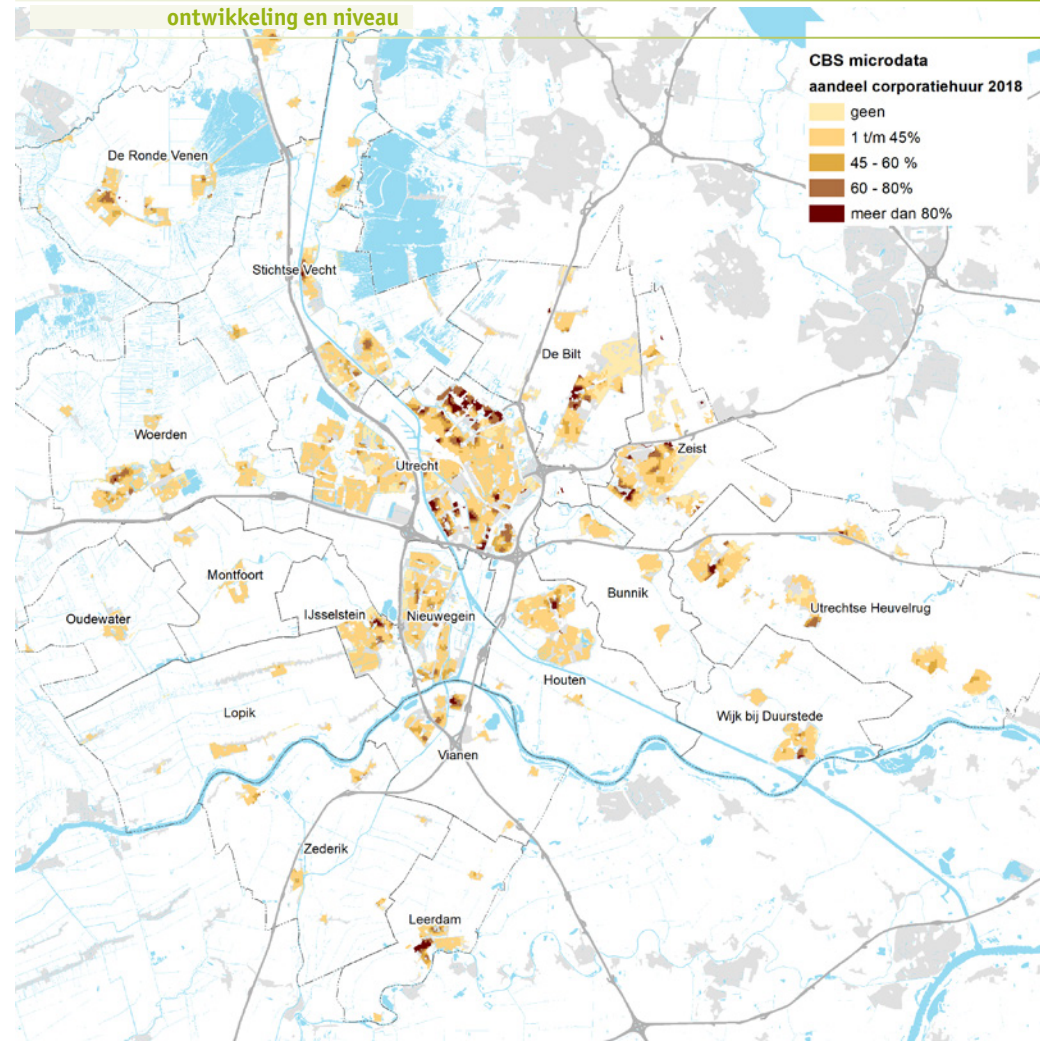 ontwikkeling en niveau
CBS microdata
aandeel corporatiehuur 2018
geen
1 t/m 45%
45 - 60 %
60 - 80%
meer dan 80%
De Ronde Venen
Stichtse Vecht
De Bilt
Woerden
Zeist
Utrecht
Montfoort
Bunnik
Oudewater
IJsselstein
Nieuwegein
Utrechtse Heuvelrug
Houten
Lopik
Wijk bij Duurstede
Vianen
Zederik
Leerdam